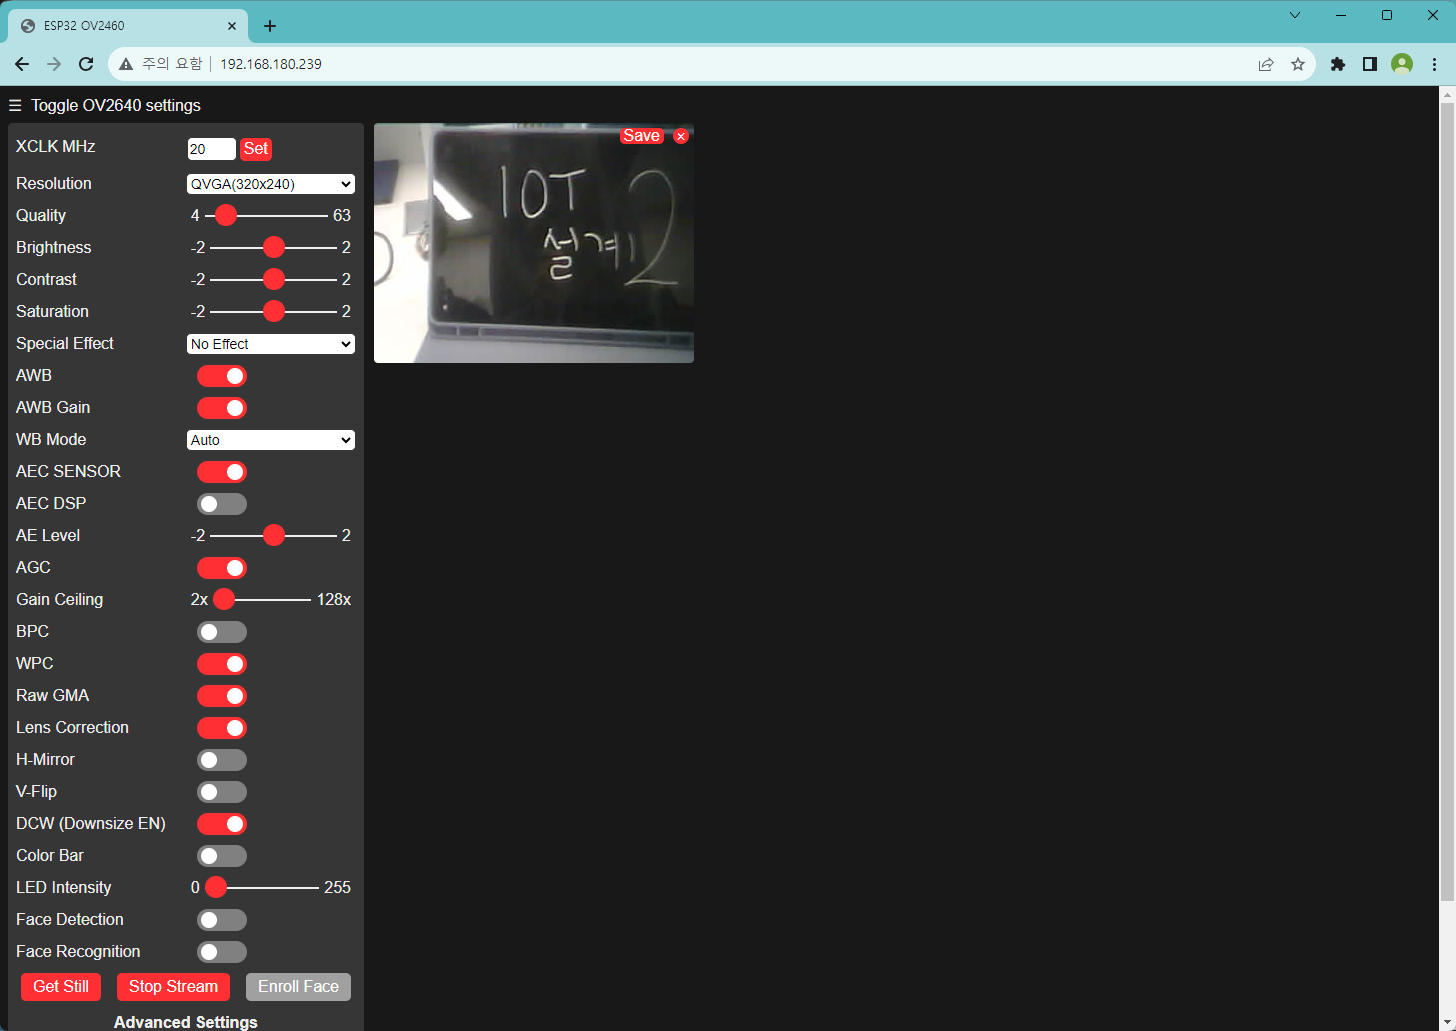 ESP32 OV2460
주의 요함 192.168.180.239
☰ Toggle OV2640 settings
XCLK MHz 20 Set
Resolution QVGA(320x240)
Quality 4 63
Brightness -2 2
Contrast -2 2
Saturation -2 2
Special Effect No Effect
AWB
AWB Gain
WB Mode Auto
AEC SENSOR
AEC DSP
AE Level -2 2
AGC
Gain Ceiling 2x 128x
BPC
WPC
Raw GMA
Lens Correction
H-Mirror
V-Flip
DCW (Downsize EN)
Color Bar
LED Intensity 0 255
Face Detection
Face Recognition
Get Still Stop Stream Enroll Face
Advanced Settings
Save ×
IOT
설계 2